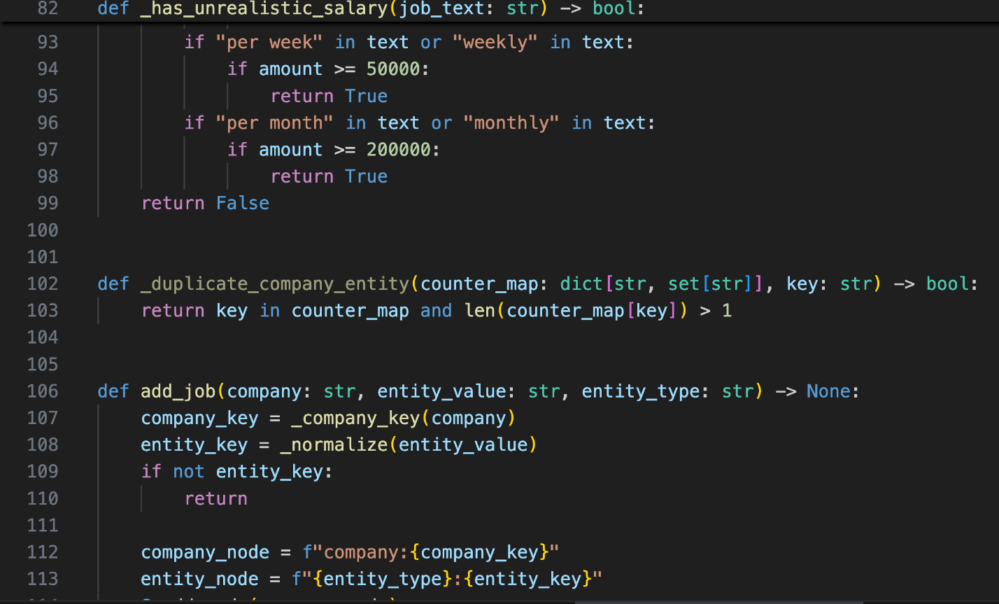 82 def _has_unrealistic_salary(job_text: str) -> bool:
93 if "per week" in text or "weekly" in text:
94 if amount >= 50000:
95 return True
96 if "per month" in text or "monthly" in text:
97 if amount >= 200000:
98 return True
99 return False
100
101
102 def _duplicate_company_entity(counter_map: dict[str, set[str]], key: str) -> bool:
103 return key in counter_map and len(counter_map[key]) > 1
104
105
106 def add_job(company: str, entity_value: str, entity_type: str) -> None:
107 company_key = _company_key(company)
108 entity_key = _normalize(entity_value)
109 if not entity_key:
110 return
111
112 company_node = f"company:{company_key}"
113 entity_node = f"{entity_type}:{entity_key}"